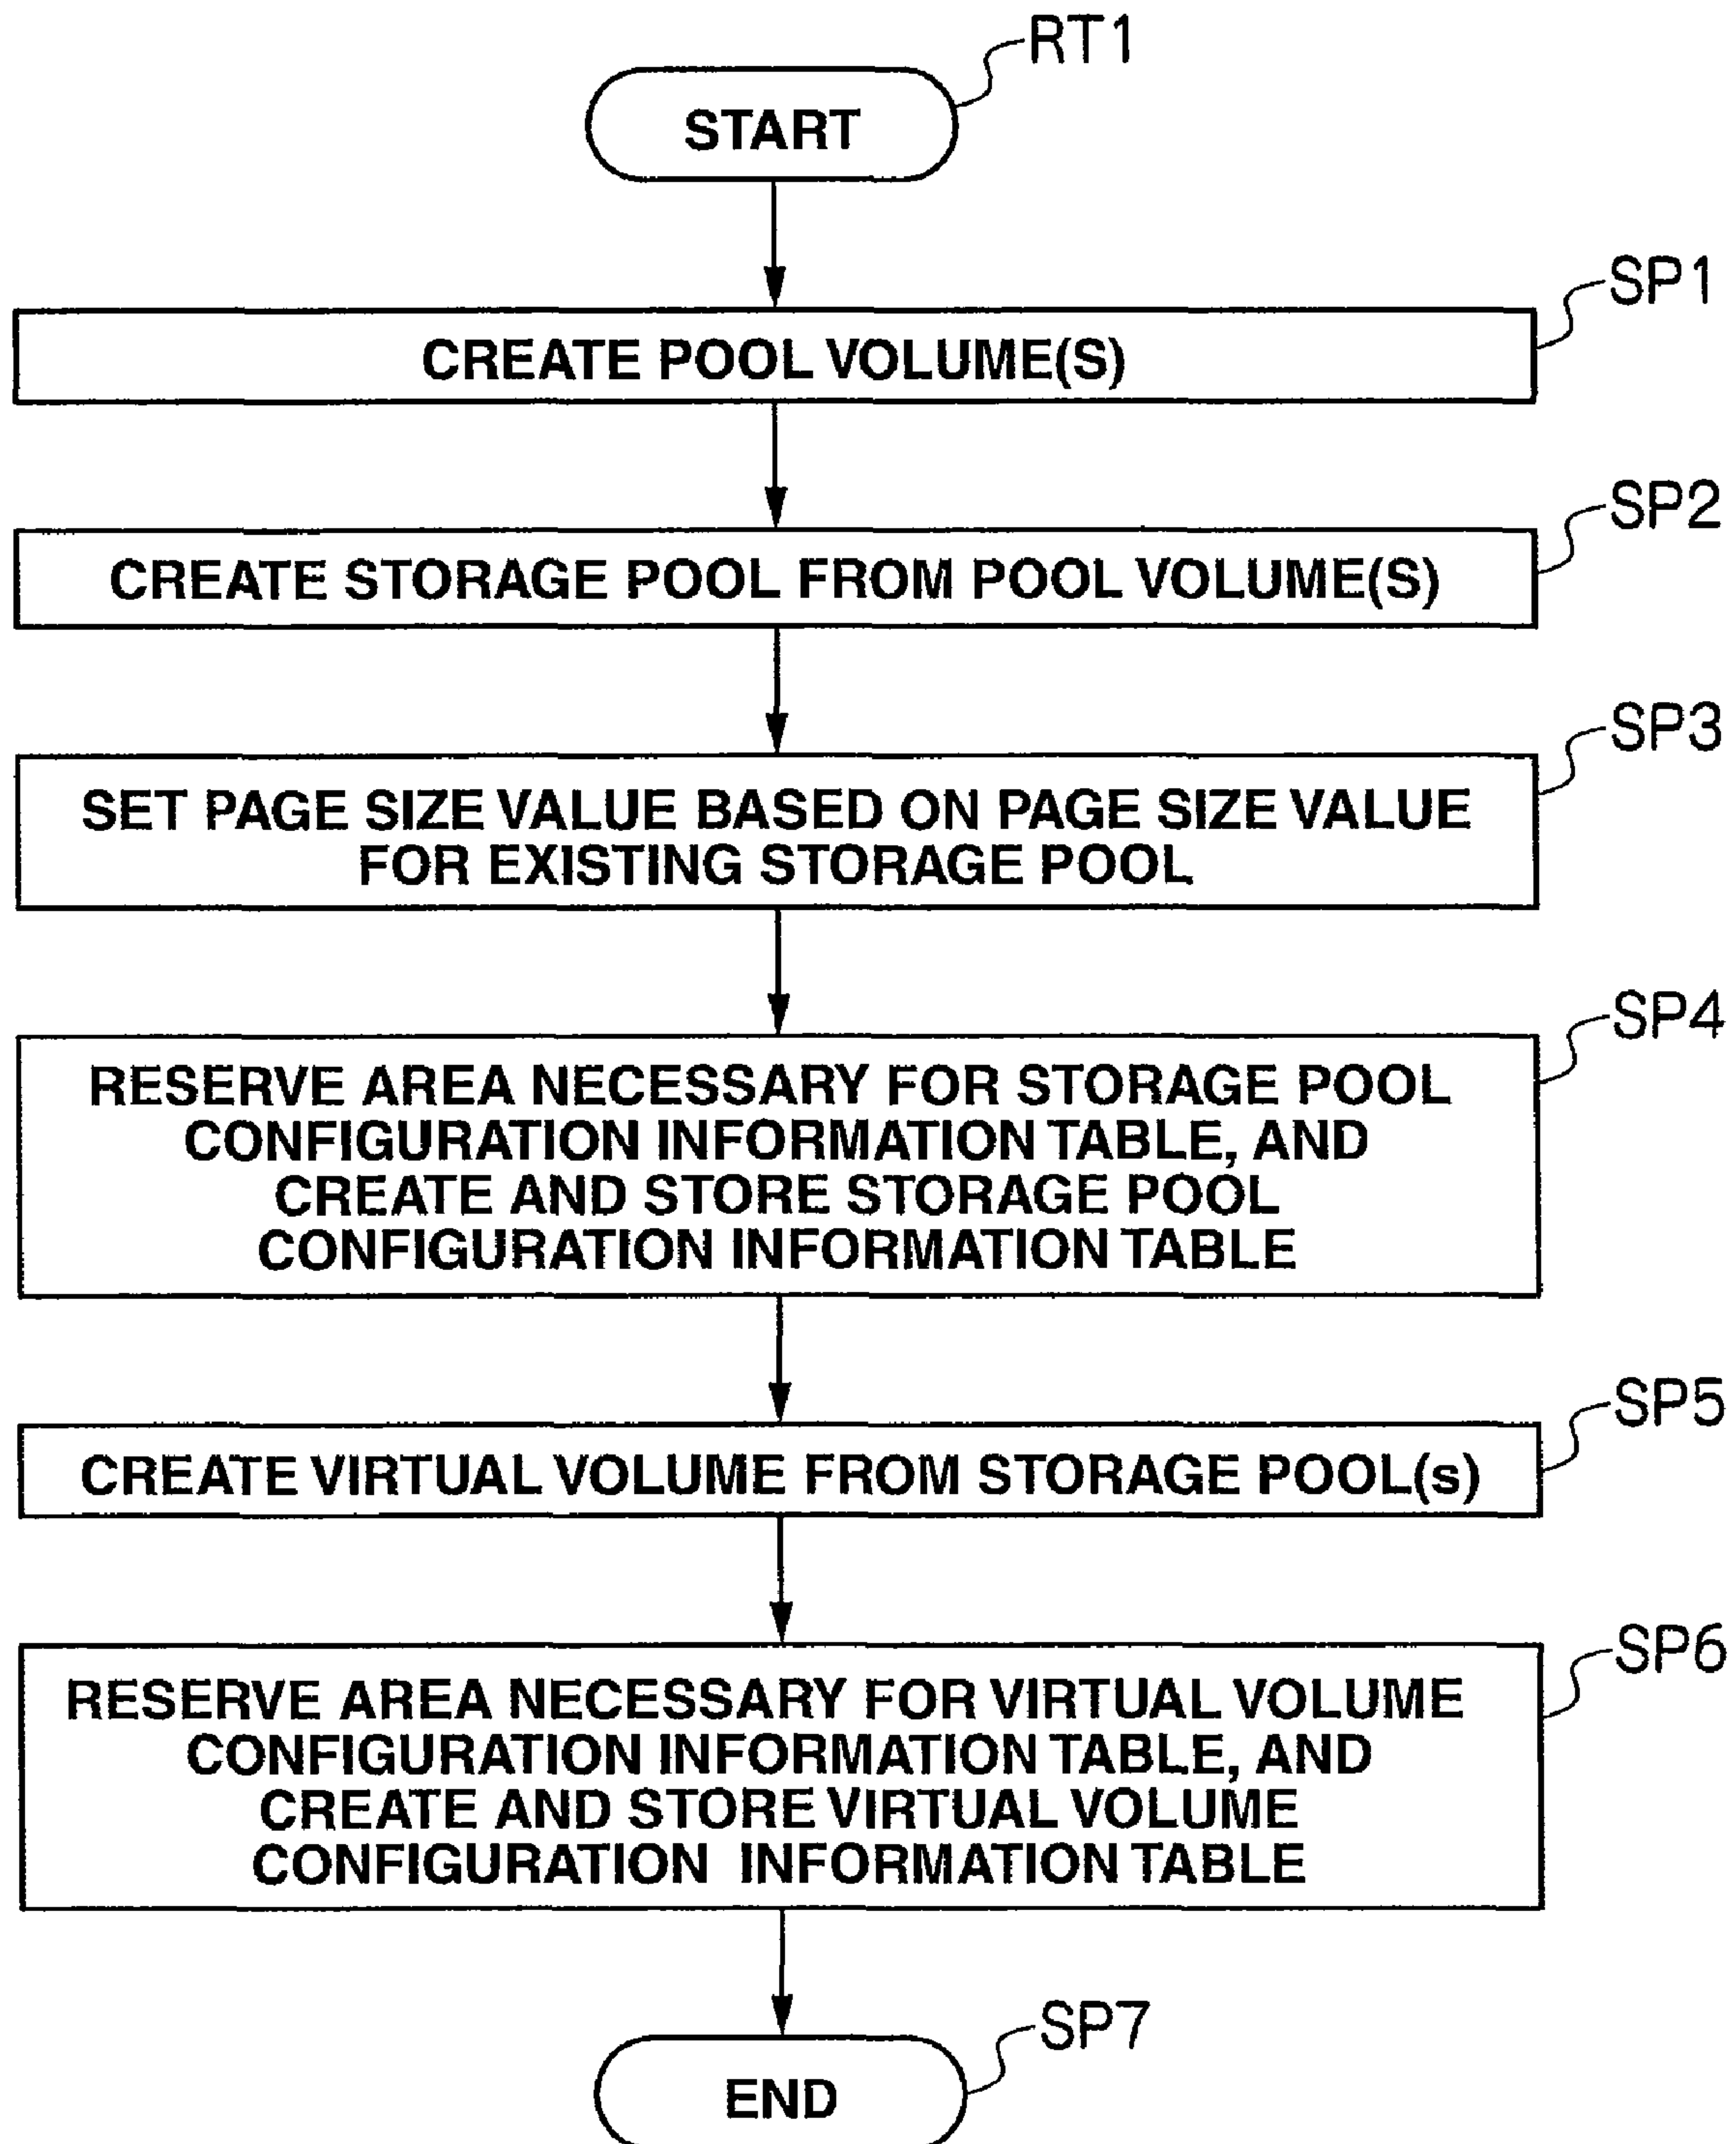 RT1
START
SP1
CREATE POOL VOLUME(S)
SP2
CREATE STORAGE POOL FROM POOL VOLUME(S)
SP3
SET PAGE SIZE VALUE BASED ON PAGE SIZE VALUE
FOR EXISTING STORAGE POOL
SP4
RESERVE AREA NECESSARY FOR STORAGE POOL
CONFIGURATION INFORMATION TABLE, AND
CREATE AND STORE STORAGE POOL
CONFIGURATION INFORMATION TABLE
SP5
CREATE VIRTUAL VOLUME FROM STORAGE POOL(s)
SP6
RESERVE AREA NECESSARY FOR VIRTUAL VOLUME
CONFIGURATION INFORMATION TABLE, AND
CREATE AND STORE VIRTUAL VOLUME
CONFIGURATION INFORMATION TABLE
SP7
END